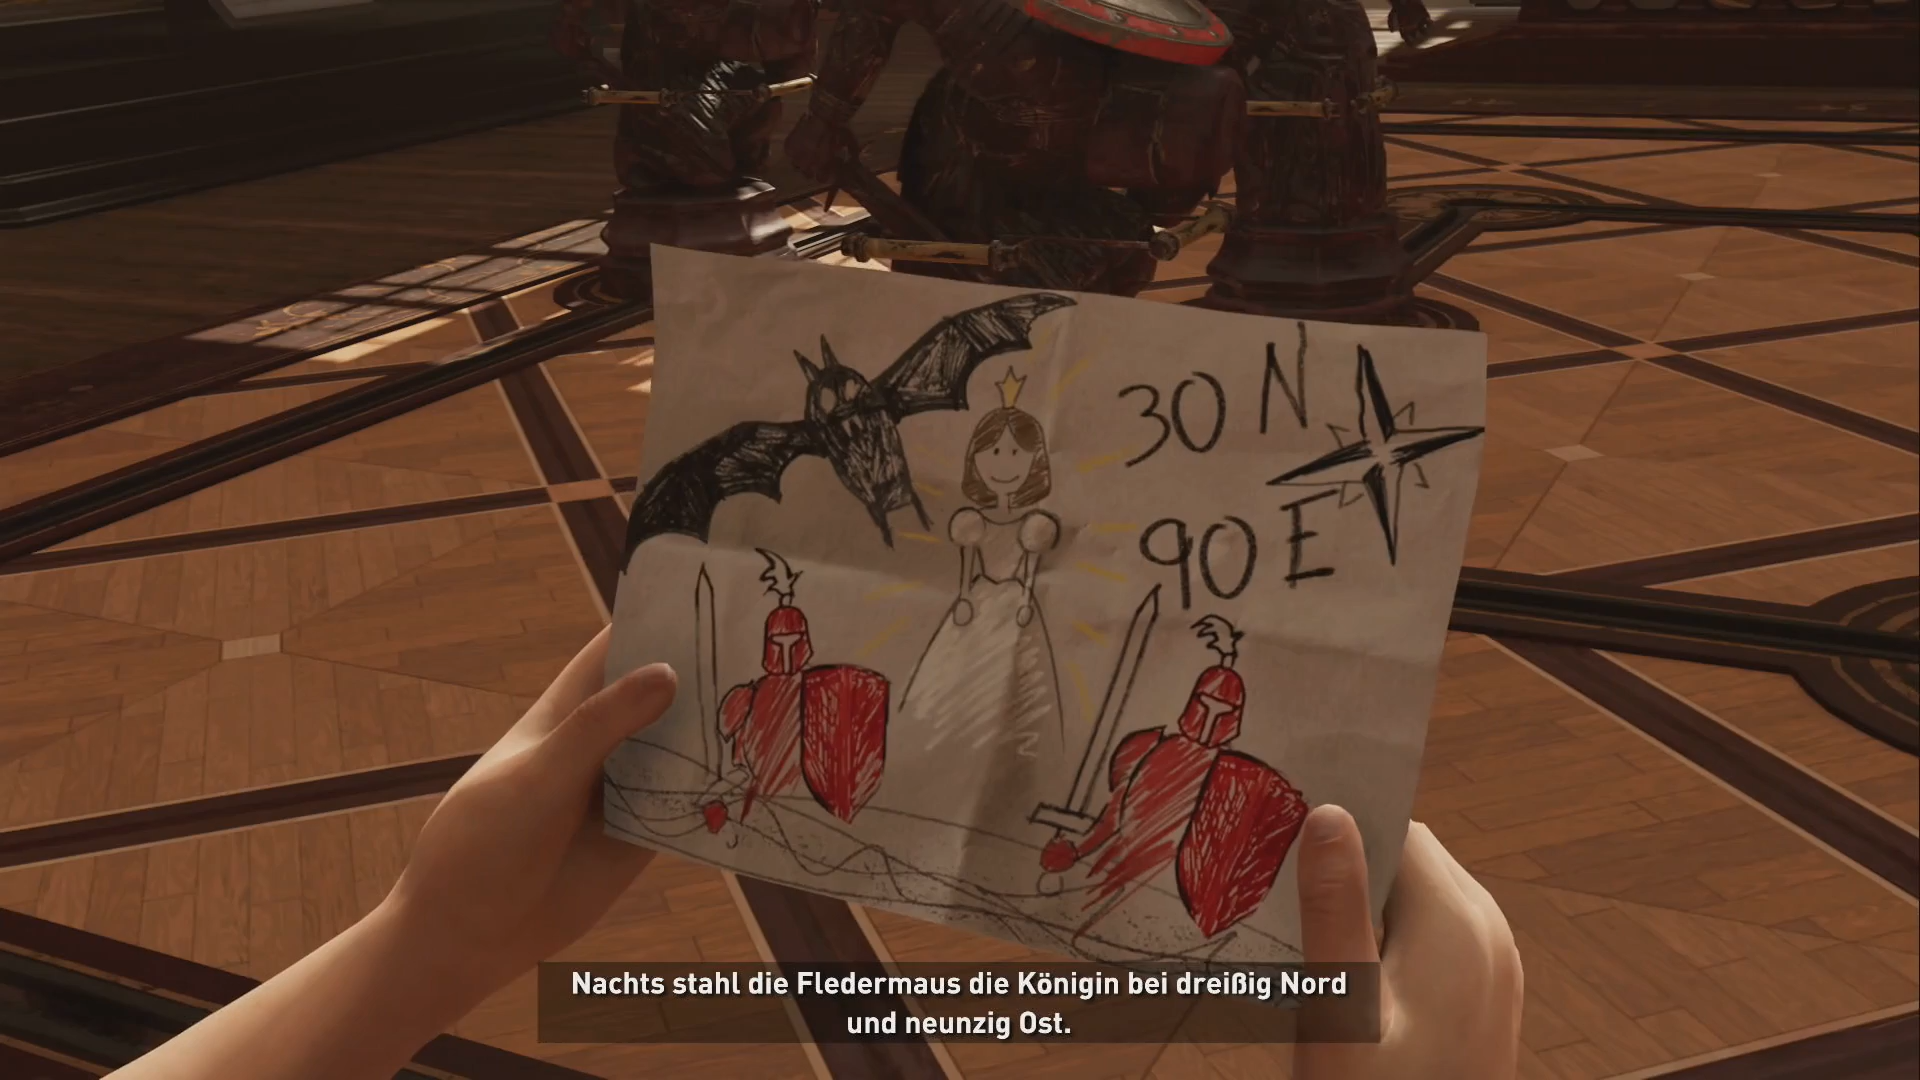 30 N
90 E
Nachts stahl die Fledermaus die Königin bei dreißig Nord
und neunzig Ost.